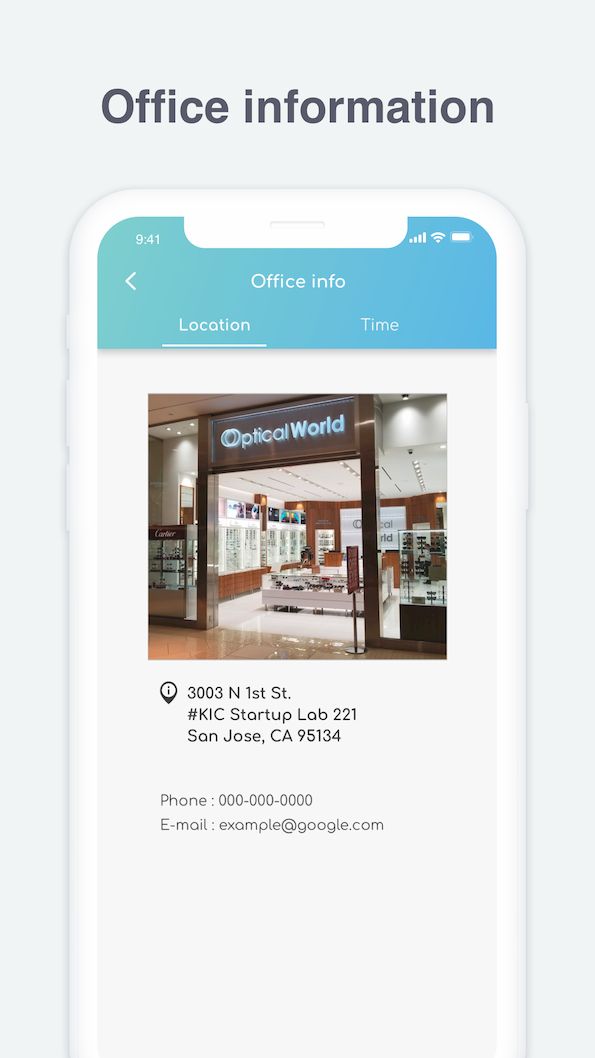 Office information
9:41
Office info
Location
Time
Optical World
Cartier
Optical
World
3003 N 1st St.
#KIC Startup Lab 221
San Jose, CA 95134
Phone : 000-000-0000
E-mail : example@google.com